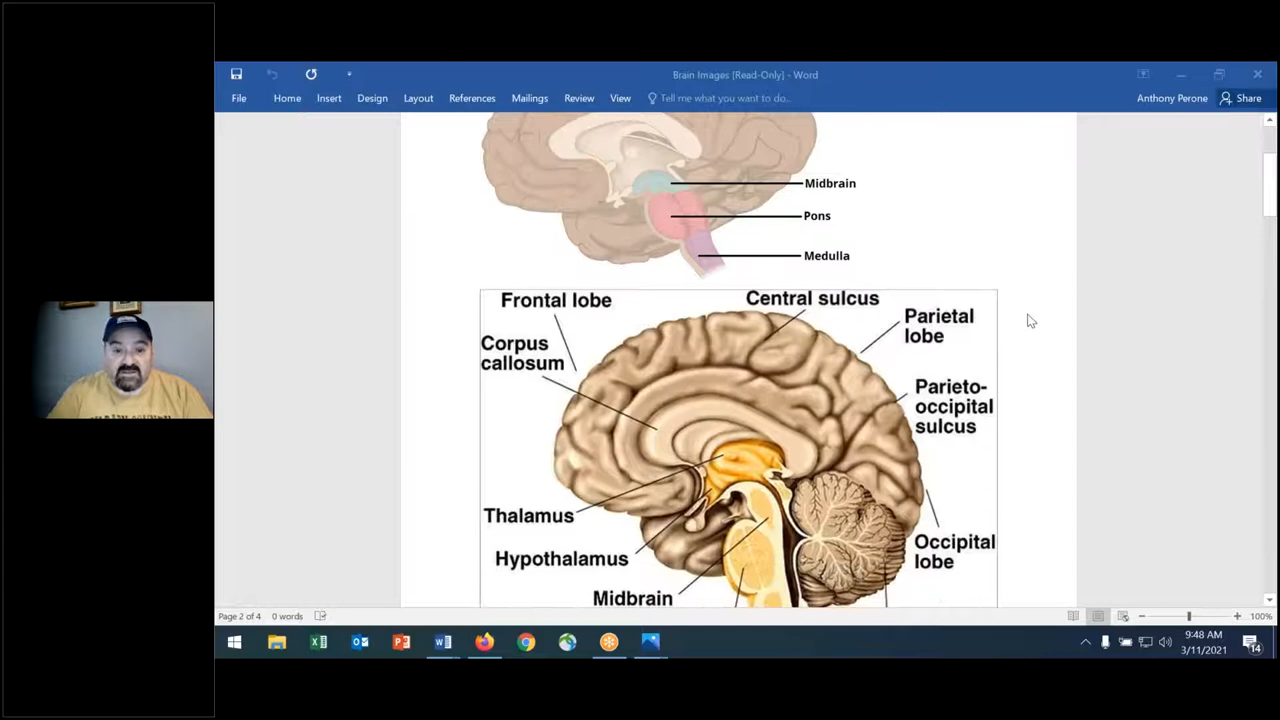 Brain Images [Read-Only] - Word
File Home Insert Design Layout References Mailings Review View Tell me what you want to do... Anthony Perone Share
Midbrain
Pons
Medulla
Frontal lobe
Central sulcus
Parietal
lobe
Corpus
callosum
Parieto-
occipital
sulcus
Thalamus
Hypothalamus
Occipital
lobe
Midbrain
Page 2 of 4 0 words
100%
9:48 AM
3/11/2021
14